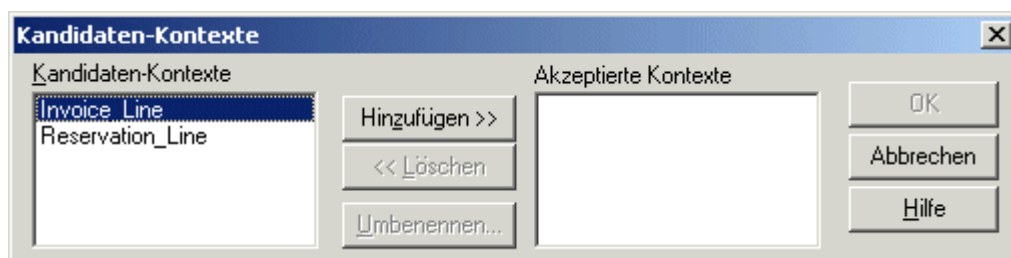 Kandidaten-Kontexte
Kandidaten-Kontexte
Invoice_Line
Reservation_Line
Hinzufügen >>
<< Löschen
Umbenennen...
Akzeptierte Kontexte
OK
Abbrechen
Hilfe